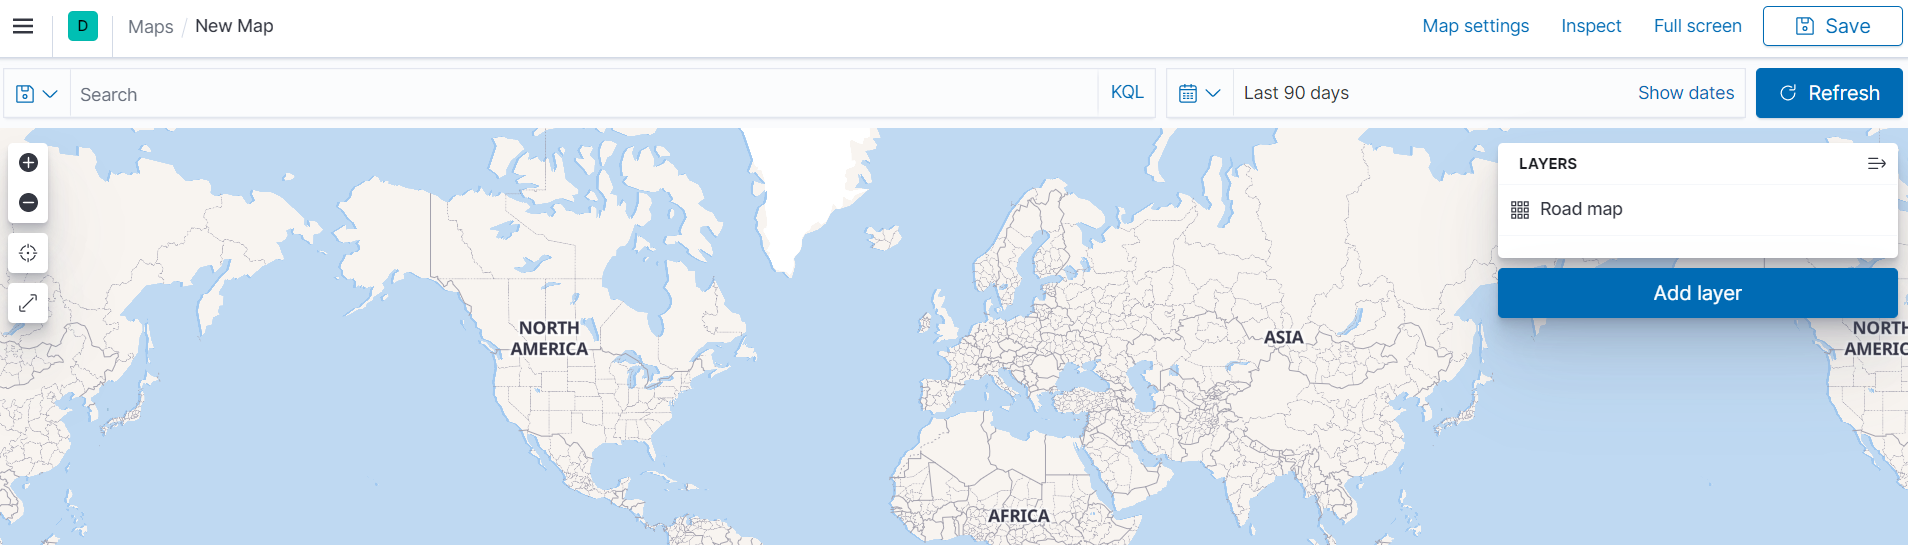 D Maps / New Map Map settings Inspect Full screen Save
Search KQL Last 90 days Show dates Refresh
LAYERS
Road map
Add layer
NORTH
AMERICA
ASIA
NORTH
AMERIC
AFRICA